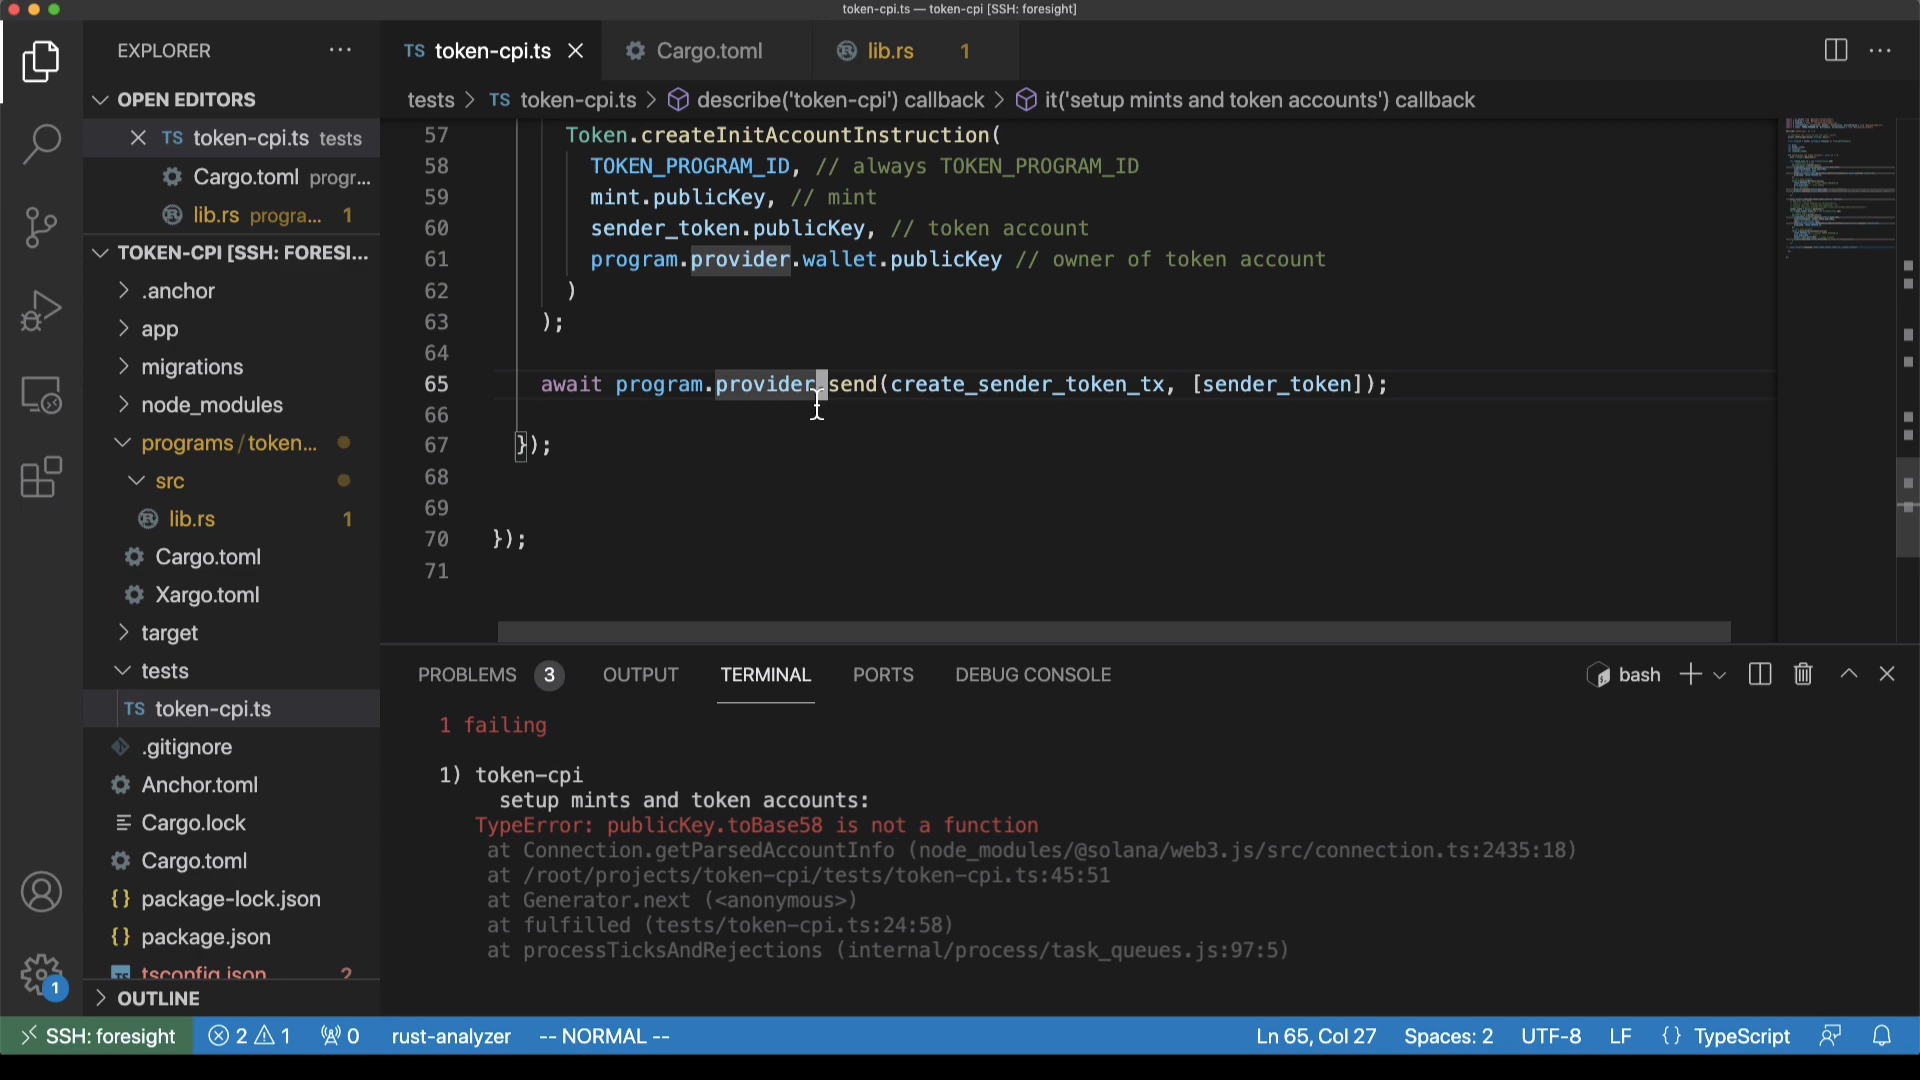 token-cpi.ts — token-cpi [SSH: foresight]
EXPLORER
TS token-cpi.ts
Cargo.toml
lib.rs 1
OPEN EDITORS
tests > TS token-cpi.ts > describe('token-cpi') callback > it('setup mints and token accounts') callback
TS token-cpi.ts tests
Cargo.toml progr...
lib.rs progra... 1
TOKEN-CPI [SSH: FORESI...
.anchor
app
migrations
node_modules
programs/token...
src
lib.rs 1
Cargo.toml
Xargo.toml
target
tests
TS token-cpi.ts
.gitignore
Anchor.toml
Cargo.lock
Cargo.toml
package-lock.json
package.json
TS tsconfig.json 2
OUTLINE
57 Token.createInitAccountInstruction(
58 TOKEN_PROGRAM_ID, // always TOKEN_PROGRAM_ID
59 mint.publicKey, // mint
60 sender_token.publicKey, // token account
61 program.provider.wallet.publicKey // owner of token account
62 )
63 );
64
65 await program.provider.send(create_sender_token_tx, [sender_token]);
66
67 });
68
69
70 });
71
PROBLEMS 3 OUTPUT TERMINAL PORTS DEBUG CONSOLE
bash
1 failing
1) token-cpi
setup mints and token accounts:
TypeError: publicKey.toBase58 is not a function
at Connection.getParsedAccountInfo (node_modules/@solana/web3.js/src/connection.ts:2435:18)
at /root/projects/token-cpi/tests/token-cpi.ts:45:51
at Generator.next (<anonymous>)
at fulfilled (tests/token-cpi.ts:24:58)
at processTicksAndRejections (internal/process/task_queues.js:97:5)
1
SSH: foresight 2 1 0 rust-analyzer -- NORMAL -- Ln 65, Col 27 Spaces: 2 UTF-8 LF {} TypeScript